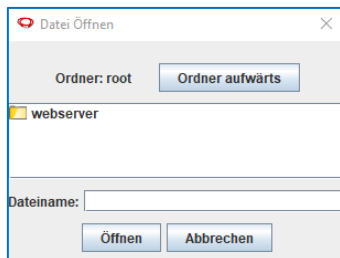 Datei Öffnen
Ordner: root Ordner aufwärts
webserver
Dateiname:
Öffnen Abbrechen